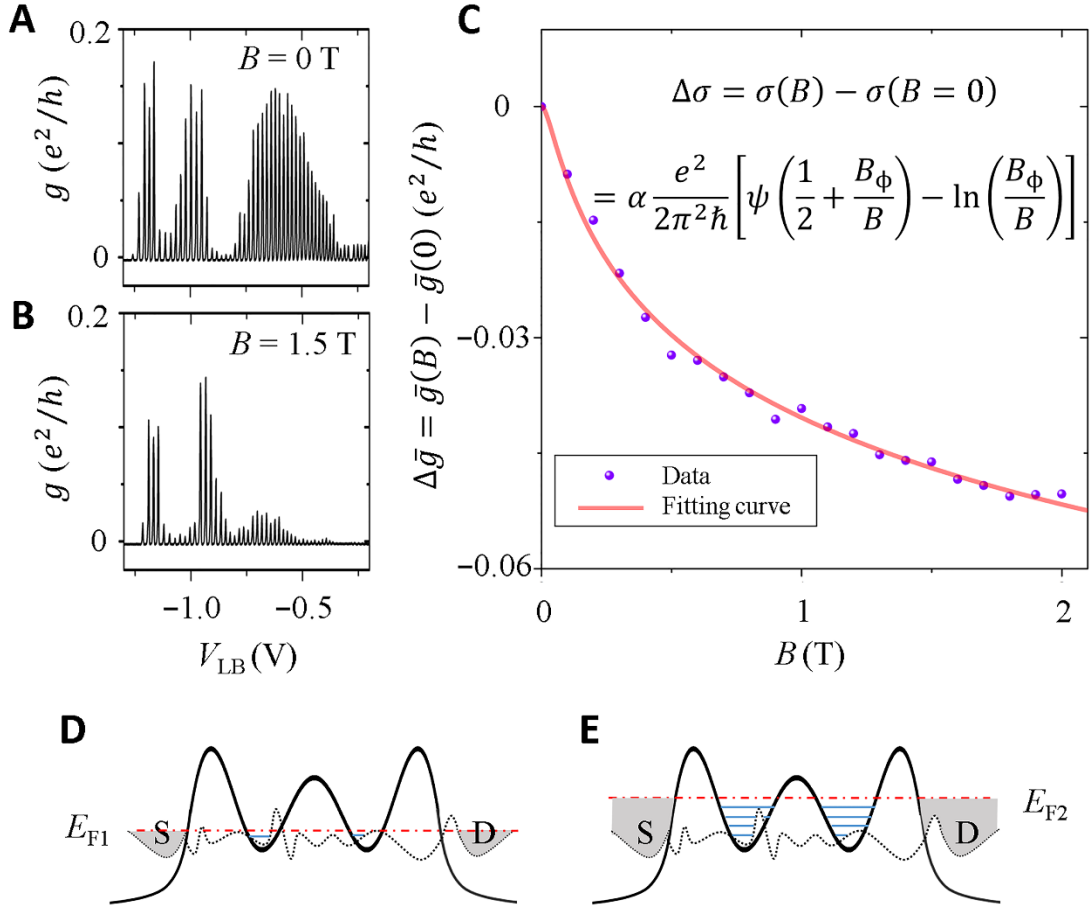 A
0.2
B = 0 T
g (e²/h)
0
B
0.2
B = 1.5 T
g (e²/h)
0
−1.0 −0.5
V_LB (V)
C
0
−0.03
−0.06
Δḡ = ḡ(B) − ḡ(0) (e²/h)
Δσ = σ(B) − σ(B = 0)
= α e²/2π²ℏ [ψ(1/2 + B_ϕ/B) − ln(B_ϕ/B)]
Data
Fitting curve
0 1 2
B (T)
D
E_F1
S
D
E
S
D
E_F2